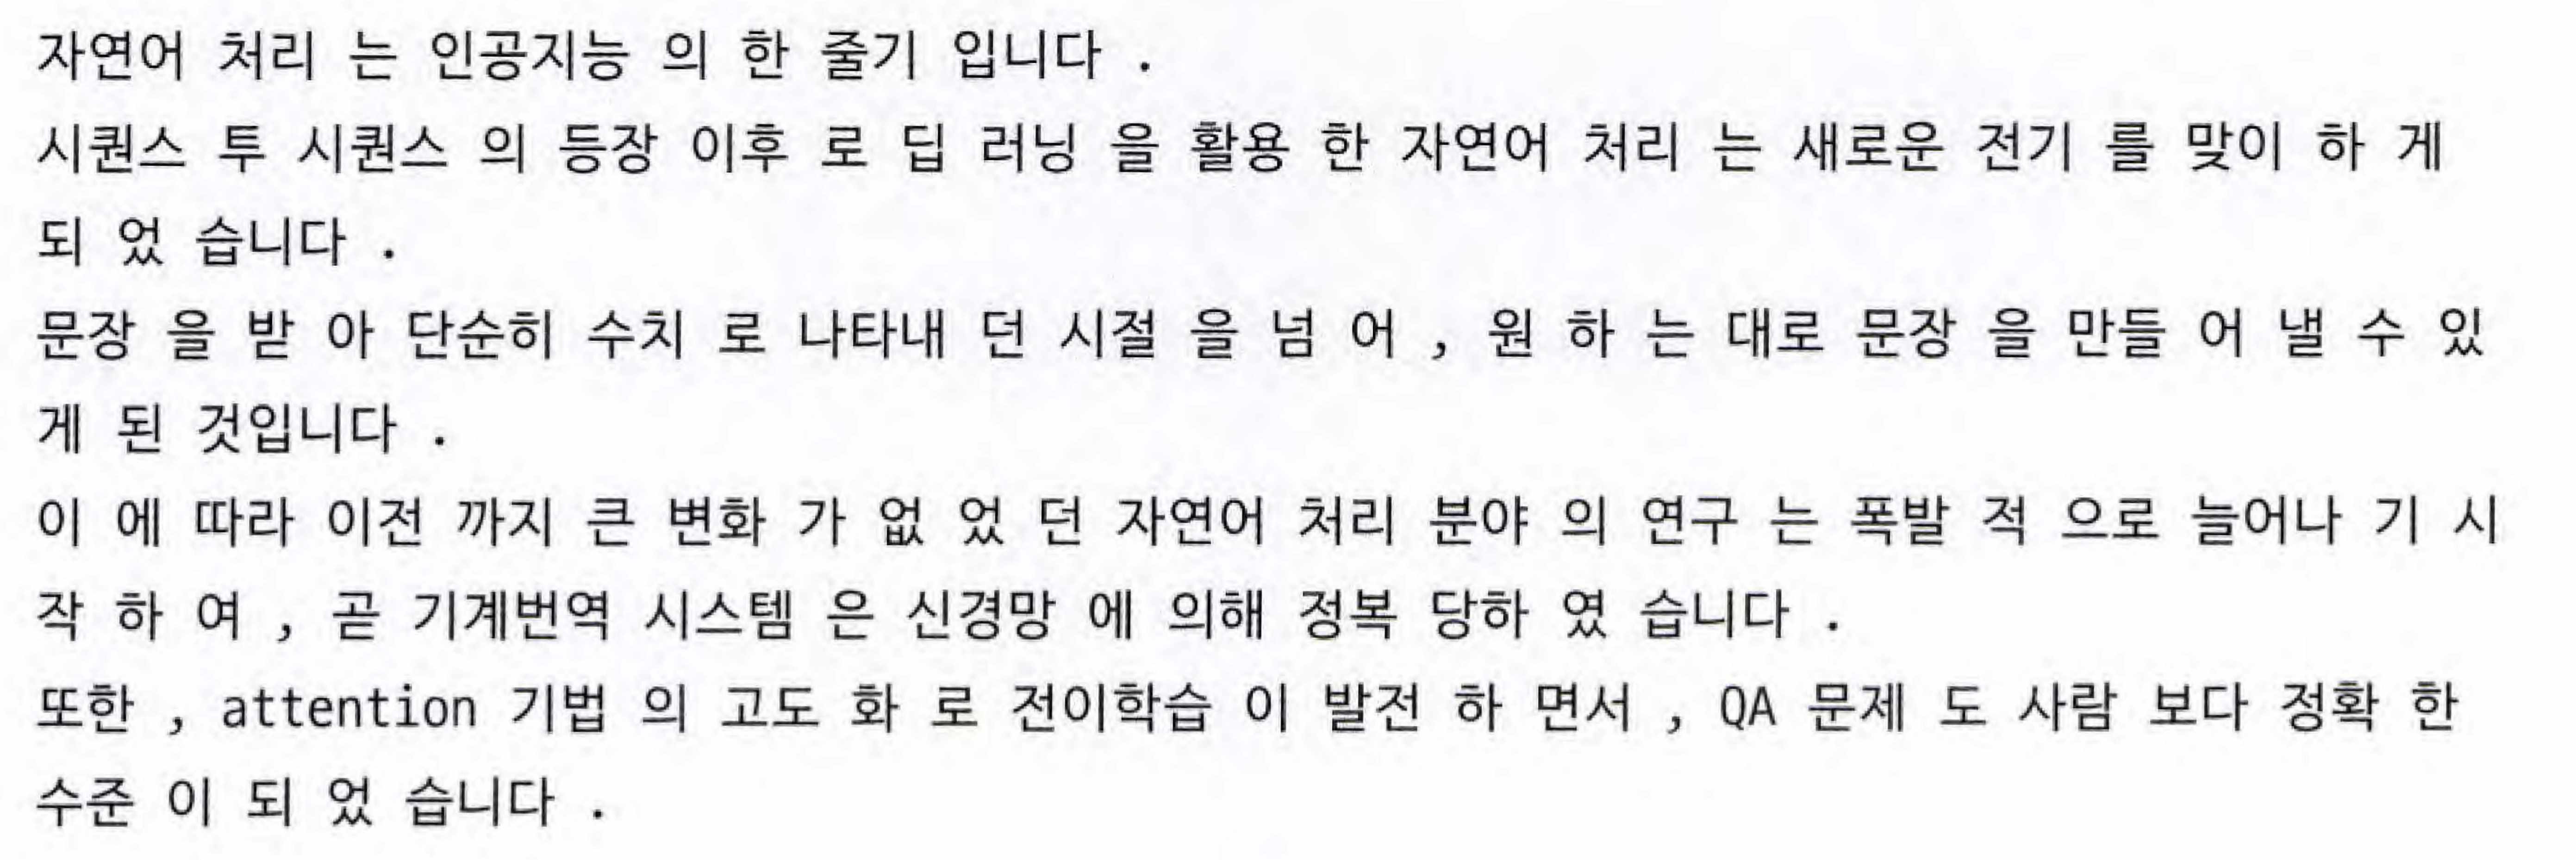 자연어 처리 는 인공지능 의 한 줄기 입니다 .
시퀀스 투 시퀀스 의 등장 이후 로 딥 러닝 을 활용 한 자연어 처리 는 새로운 전기 를 맞이 하 게
되 었 습니다 .
문장 을 받 아 단순히 수치 로 나타내 던 시절 을 넘 어 , 원 하 는 대로 문장 을 만들 어 낼 수 있
게 된 것입니다 .
이 에 따라 이전 까지 큰 변화 가 없 었 던 자연어 처리 분야 의 연구 는 폭발 적 으로 늘어나 기 시
작 하 여 , 곧 기계번역 시스템 은 신경망 에 의해 정복 당하 였 습니다 .
또한 , attention 기법 의 고도 화 로 전이학습 이 발전 하 면서 , QA 문제 도 사람 보다 정확 한
수준 이 되 었 습니다 .